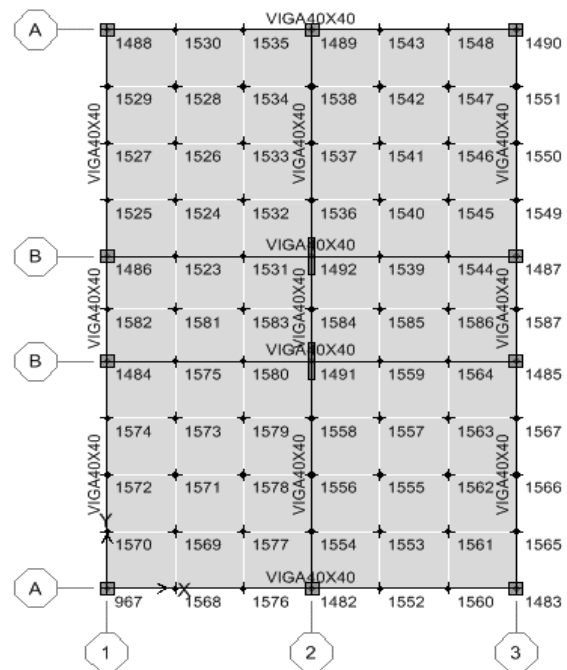 VIGA40X40
A
1488 1530 1535 1489 1543 1548 1490
1529 1528 1534 1538 1542 1547 1551
VIGA40X40 VIGA40X40 VIGA40X40
1527 1526 1533 1537 1541 1546 1550
1525 1524 1532 1536 1540 1545 1549
VIGA40X40
B
1486 1523 1531 1492 1539 1544 1487
VIGA40X40 VIGA40X40 VIGA40X40
1582 1581 1583 1584 1585 1586 1587
VIGA40X40
B
1484 1575 1580 1491 1559 1564 1485
1574 1573 1579 1558 1557 1563 1567
VIGA40X40 VIGA40X40 VIGA40X40
1572 1571 1578 1556 1555 1562 1566
Y
1570 1569 1577 1554 1553 1561 1565
VIGA40X40
A
X
967 1568 1576 1482 1552 1560 1483
1 2 3